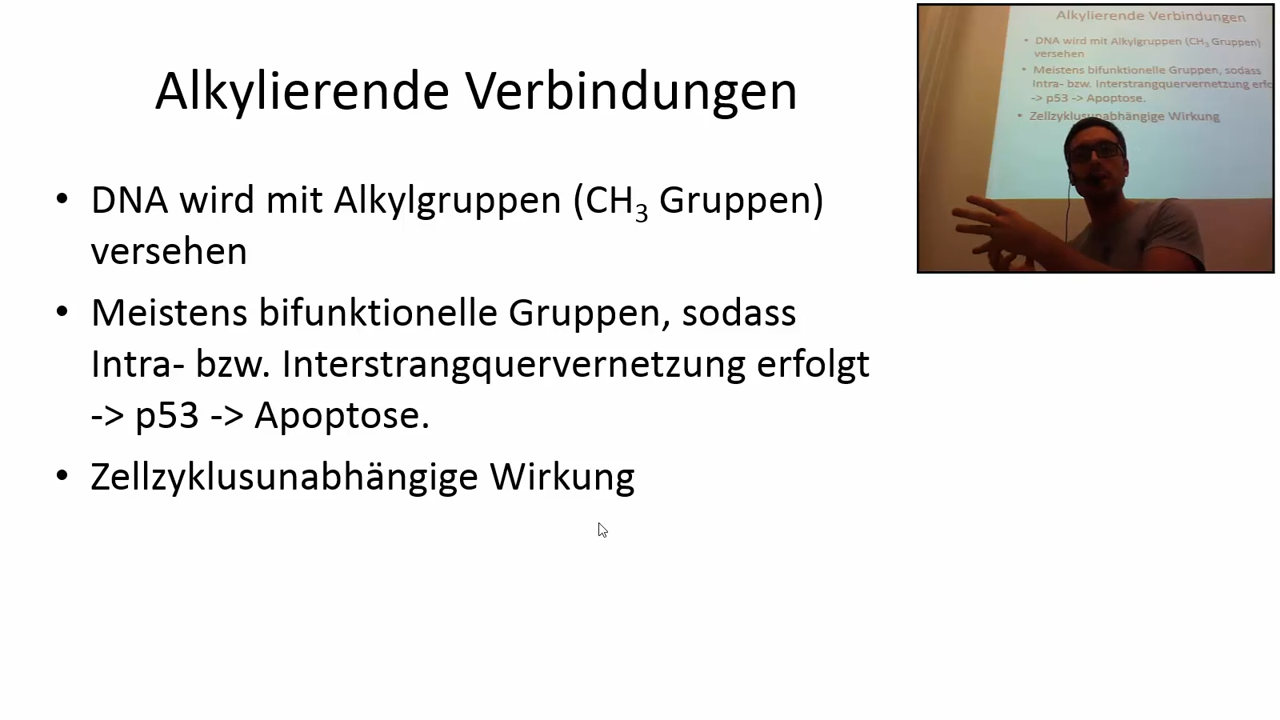 Alkylierende Verbindungen
• DNA wird mit Alkylgruppen (CH₃ Gruppen)
versehen
• Meistens bifunktionelle Gruppen, sodass
Intra- bzw. Interstrangquervernetzung erfolgt
-> p53 -> Apoptose.
• Zellzyklusunabhängige Wirkung
Alkylierende Verbindungen
• DNA wird mit Alkylgruppen (CH₃ Gruppen)
versehen
• Meistens bifunktionelle Gruppen, sodass
Intra- bzw. Interstrangquervernetzung erfo
-> p53 -> Apoptose.
• Zellzyklusunabhängige Wirkung